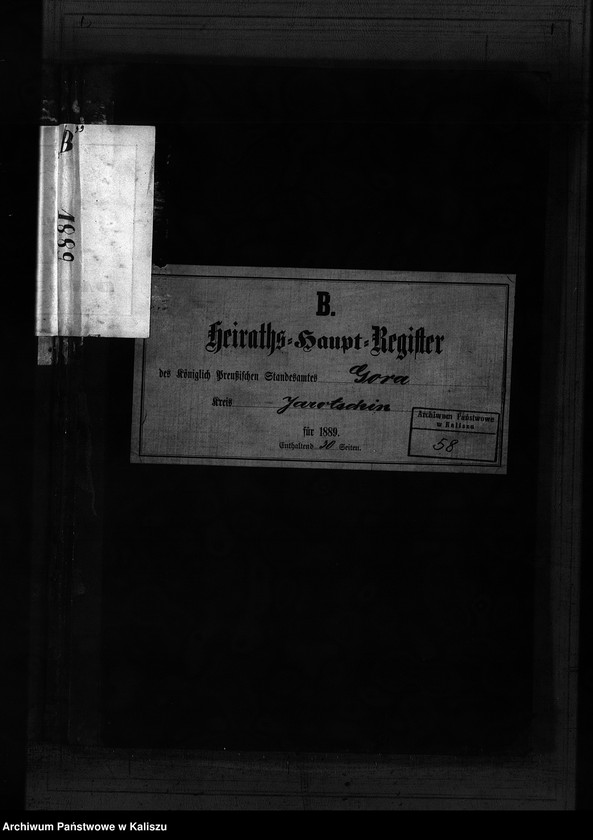 B"
1889
B.
Heiraths-Haupt-Register
des Königlich Preußischen Standesamtes Gora
Kreis Jarotschin
für 1889.
Enthaltend 30 Seiten.
Archiwum Państwowe
w Kaliszu
58
Archiwum Państwowe w Kaliszu